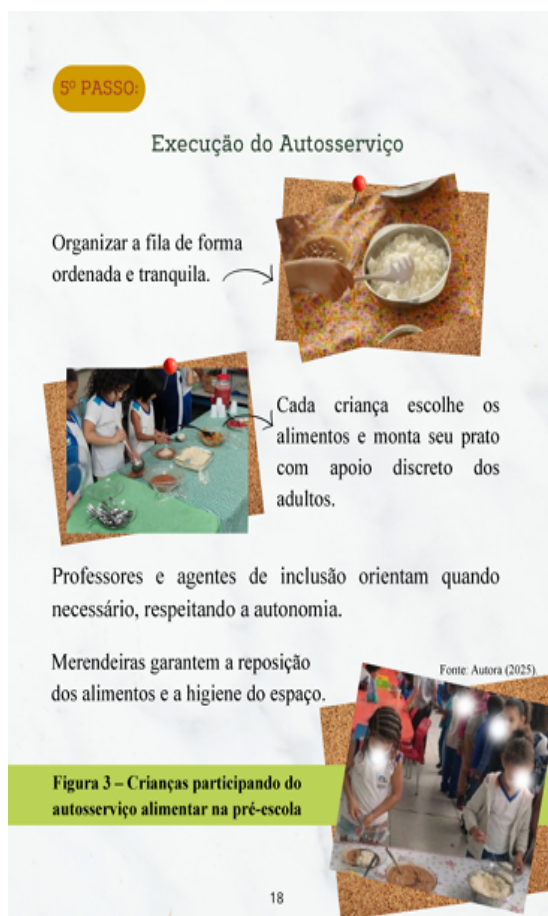 5º PASSO:
Execução do Autosserviço
Organizar a fila de forma
ordenada e tranquila.
Cada criança escolhe os
alimentos e monta seu prato
com apoio discreto dos
adultos.
Professores e agentes de inclusão orientam quando
necessário, respeitando a autonomia.
Merendeiras garantem a reposição
dos alimentos e a higiene do espaço.
Fonte: Autora (2025).
Figura 3 – Crianças participando do
autosserviço alimentar na pré-escola
18